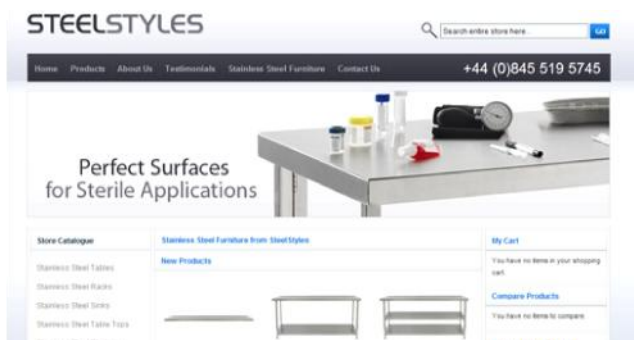 STEELSTYLES
Search entire store here...
GO
Home Products About Us Testimonials Stainless Steel Furniture Contact Us
+44 (0)845 519 5745
Perfect Surfaces
for Sterile Applications
Store Catalogue
Stainless Steel Tables
Stainless Steel Racks
Stainless Steel Sinks
Stainless Steel Table Tops
Stainless Steel Furniture from SteelStyles
New Products
My Cart
You have no items in your shopping
cart.
Compare Products
You have no items to compare.